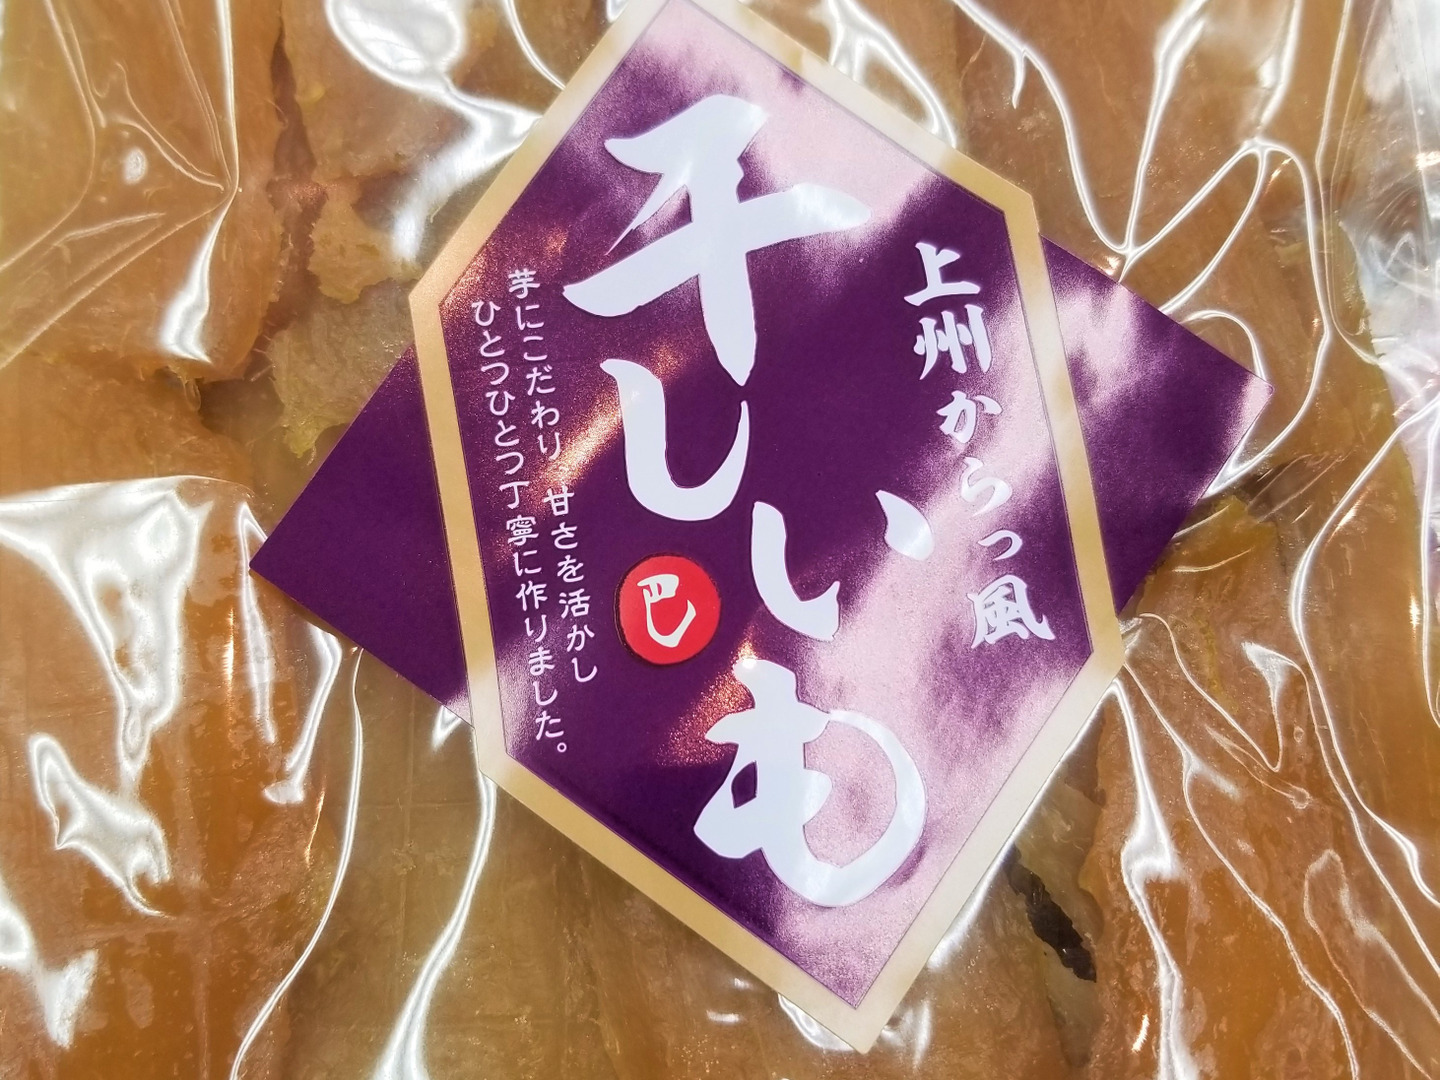 上州からっ風
干しいも
巴
芋にこだわり 甘さを活かし
ひとつひとつ丁寧に作りました。